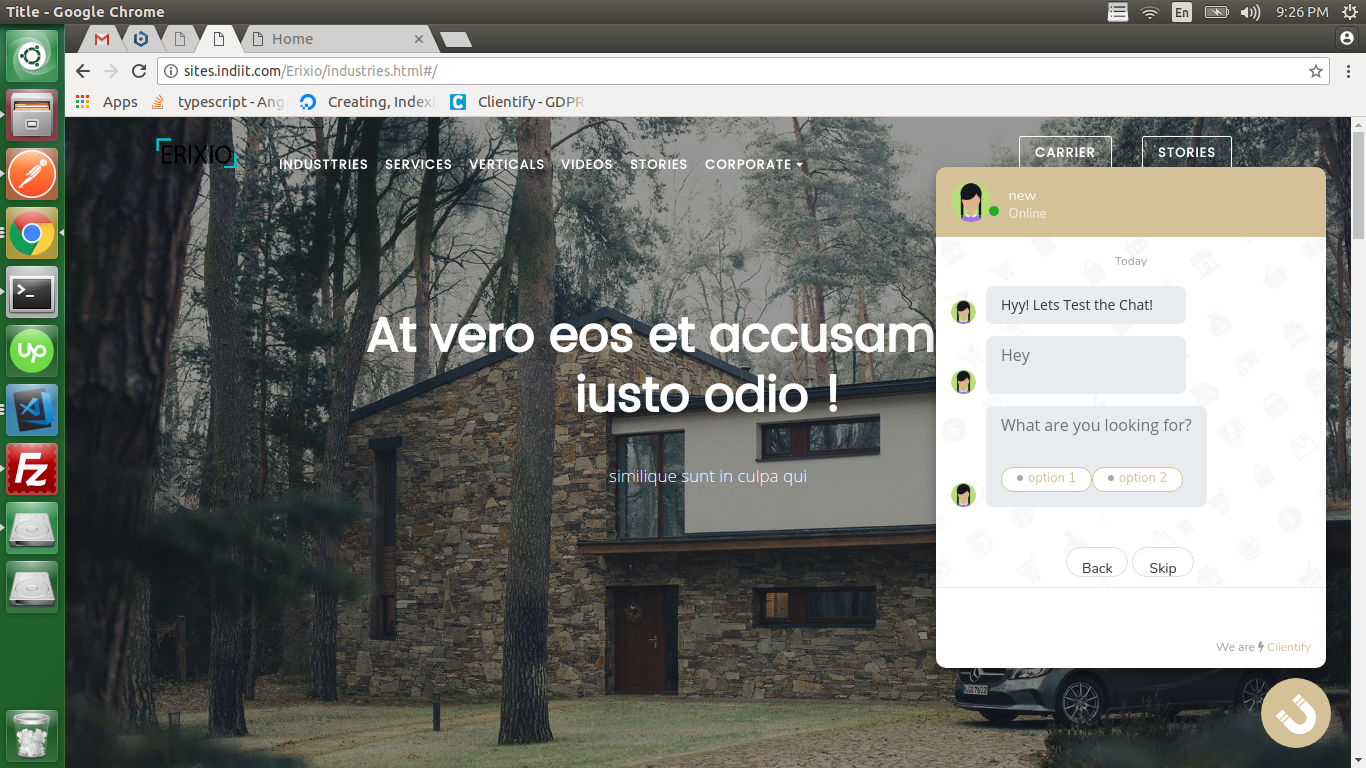 Title - Google Chrome
En
9:26 PM
Home
sites.indiit.com/Erixio/industries.html#/
Apps
typescript - Ang
Creating, Indexi
Clientify - GDPR
ERIXIO
INDUSTTRIES
SERVICES
VERTICALS
VIDEOS
STORIES
CORPORATE
CARRIER
STORIES
At vero eos et accusam
iusto odio !
similique sunt in culpa qui
new
Online
Today
Hyy! Lets Test the Chat!
Hey
What are you looking for?
option 1
option 2
Back
Skip
We are Clientify
Up
Fz